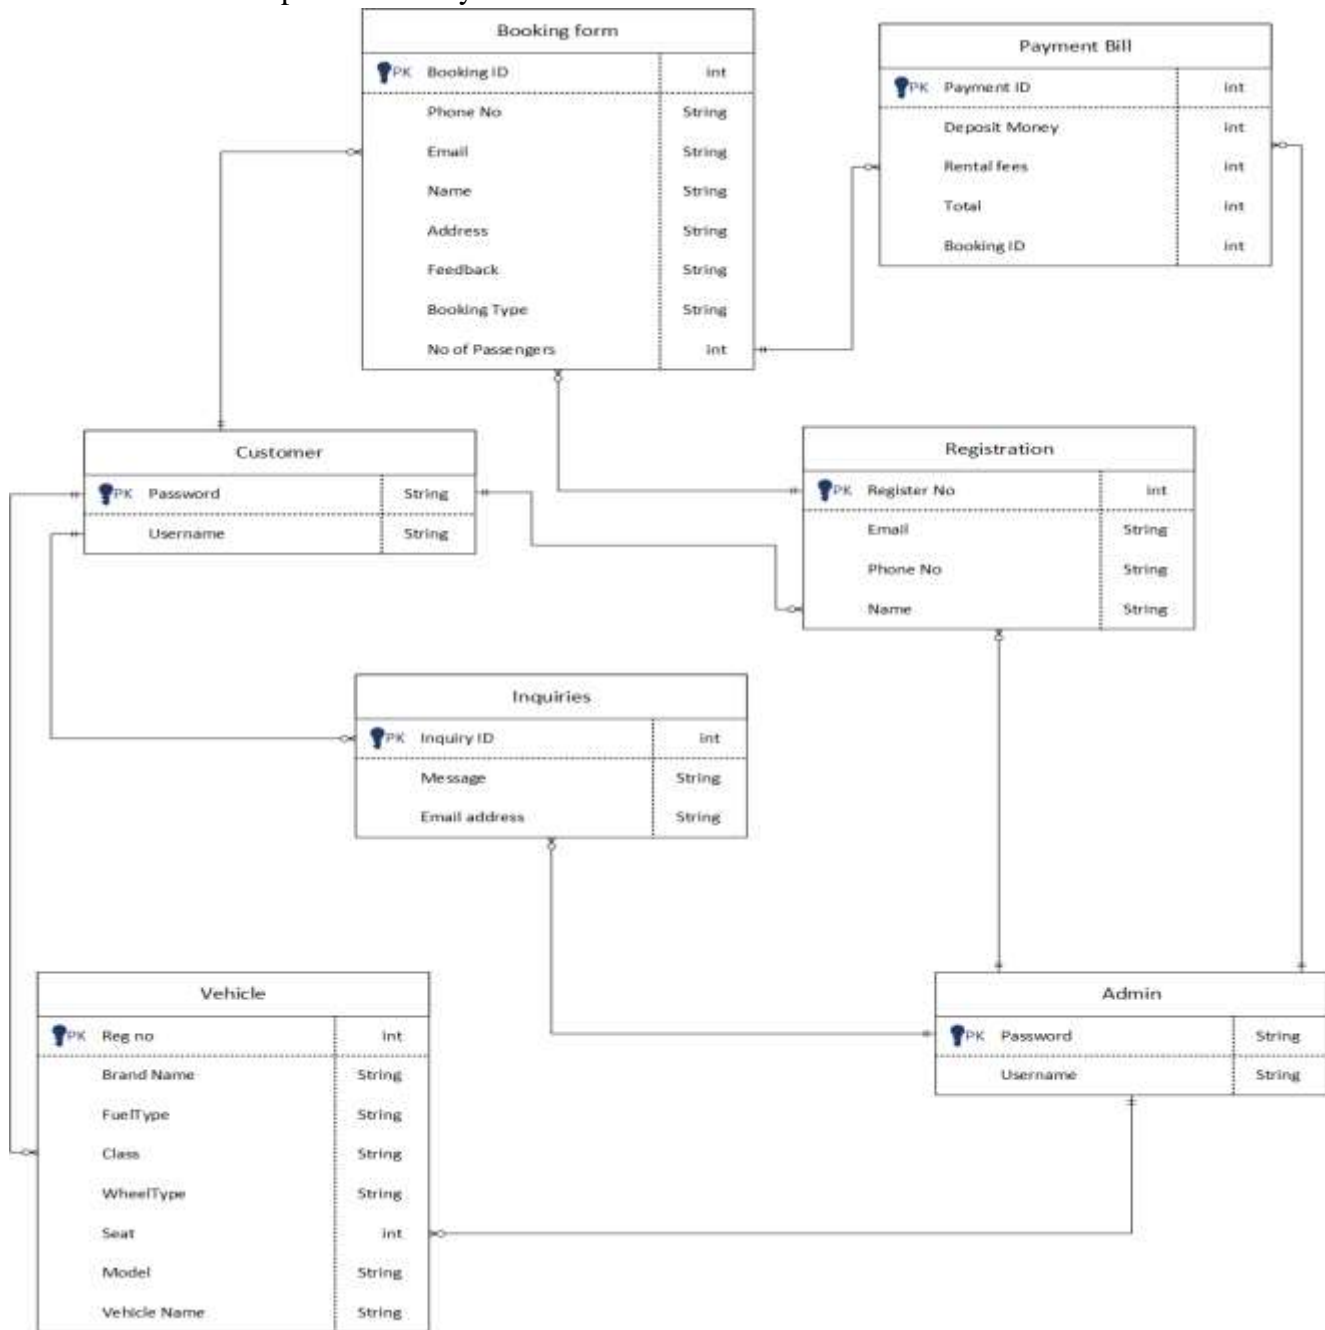 Booking form
PK Booking ID int
Phone No String
Email String
Name String
Address String
Feedback String
Booking Type String
No of Passengers int
Payment Bill
PK Payment ID int
Deposit Money int
Rental fees int
Total int
Booking ID int
Customer
PK Password String
Username String
Registration
PK Register No int
Email String
Phone No String
Name String
Inquiries
PK Inquiry ID int
Message String
Email address String
Vehicle
PK Reg no int
Brand Name String
FuelType String
Class String
WheelType String
Seat int
Model String
Vehicle Name String
Admin
PK Password String
Username String